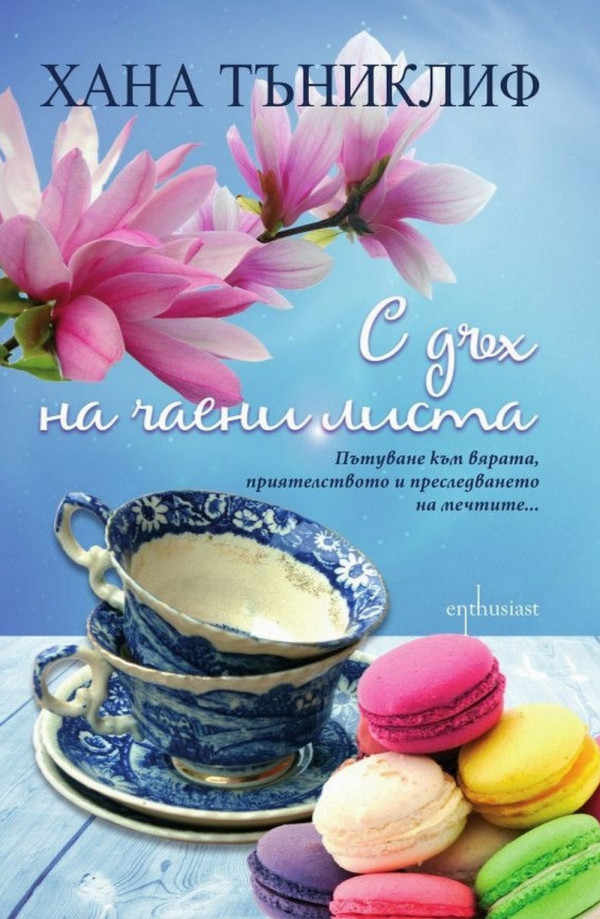 ХАНА ТЪНИКЛИФ
С дъх
на чаени листа
Пътуване към вярата,
приятелството и преследването
на мечтите...
enthusiast